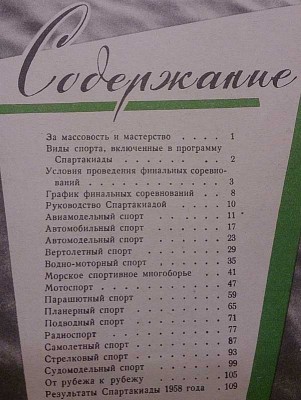 Содержание
За массовость и мастерство . . . . 1
Виды спорта, включенные в программу
Спартакиады . . . . . . . 2
Условия проведения финальных соревно-
ваний . . . . . . . . . 3
График финальных соревнований . . 8
Руководство Спартакиадой . . . . 10
Авиамодельный спорт . . . . . 11
Автомобильный спорт . . . . . 17
Автомодельный спорт . . . . . 23
Вертолетный спорт . . . . . . 29
Водно-моторный спорт . . . . . 35
Морское спортивное многоборье . . 41
Мотоспорт . . . . . . . . 47
Парашютный спорт . . . . . . 59
Планерный спорт . . . . . . 65
Подводный спорт . . . . . . 71
Радиоспорт . . . . . . . . 77
Самолетный спорт . . . . . . 87
Стрелковый спорт . . . . . . 93
Судомодельный спорт . . . . . 99
От рубежа к рубежу . . . . . 105
Результаты Спартакиады 1958 года . 109